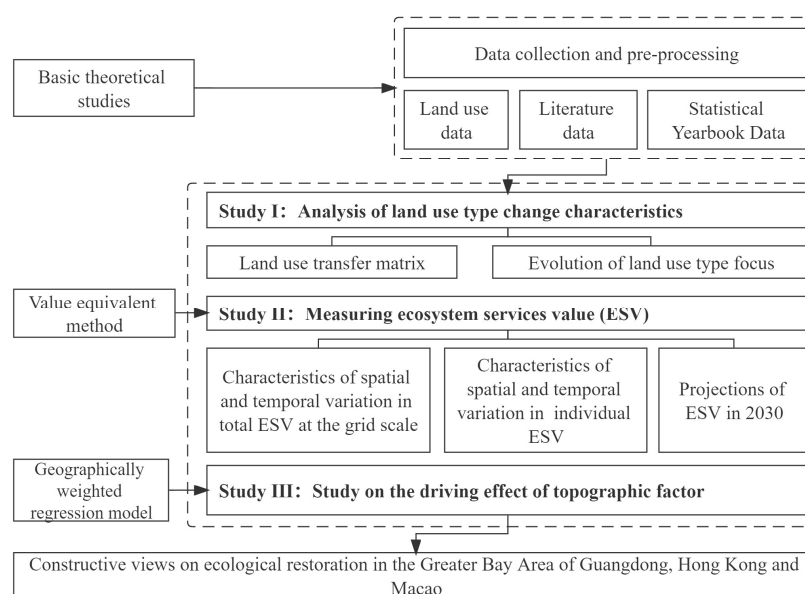 Data collection and pre-processing
Basic theoretical
studies
Land use
data
Literature
data
Statistical
Yearbook Data
Study I：Analysis of land use type change characteristics
Land use transfer matrix
Evolution of land use type focus
Value equivalent
method
Study II：Measuring ecosystem services value (ESV)
Characteristics of spatial
and temporal variation in
total ESV at the grid scale
Characteristics of
spatial and temporal
variation in individual
ESV
Projections of
ESV in 2030
Geographically
weighted
regression model
Study III：Study on the driving effect of topographic factor
Constructive views on ecological restoration in the Greater Bay Area of Guangdong, Hong Kong and
Macao